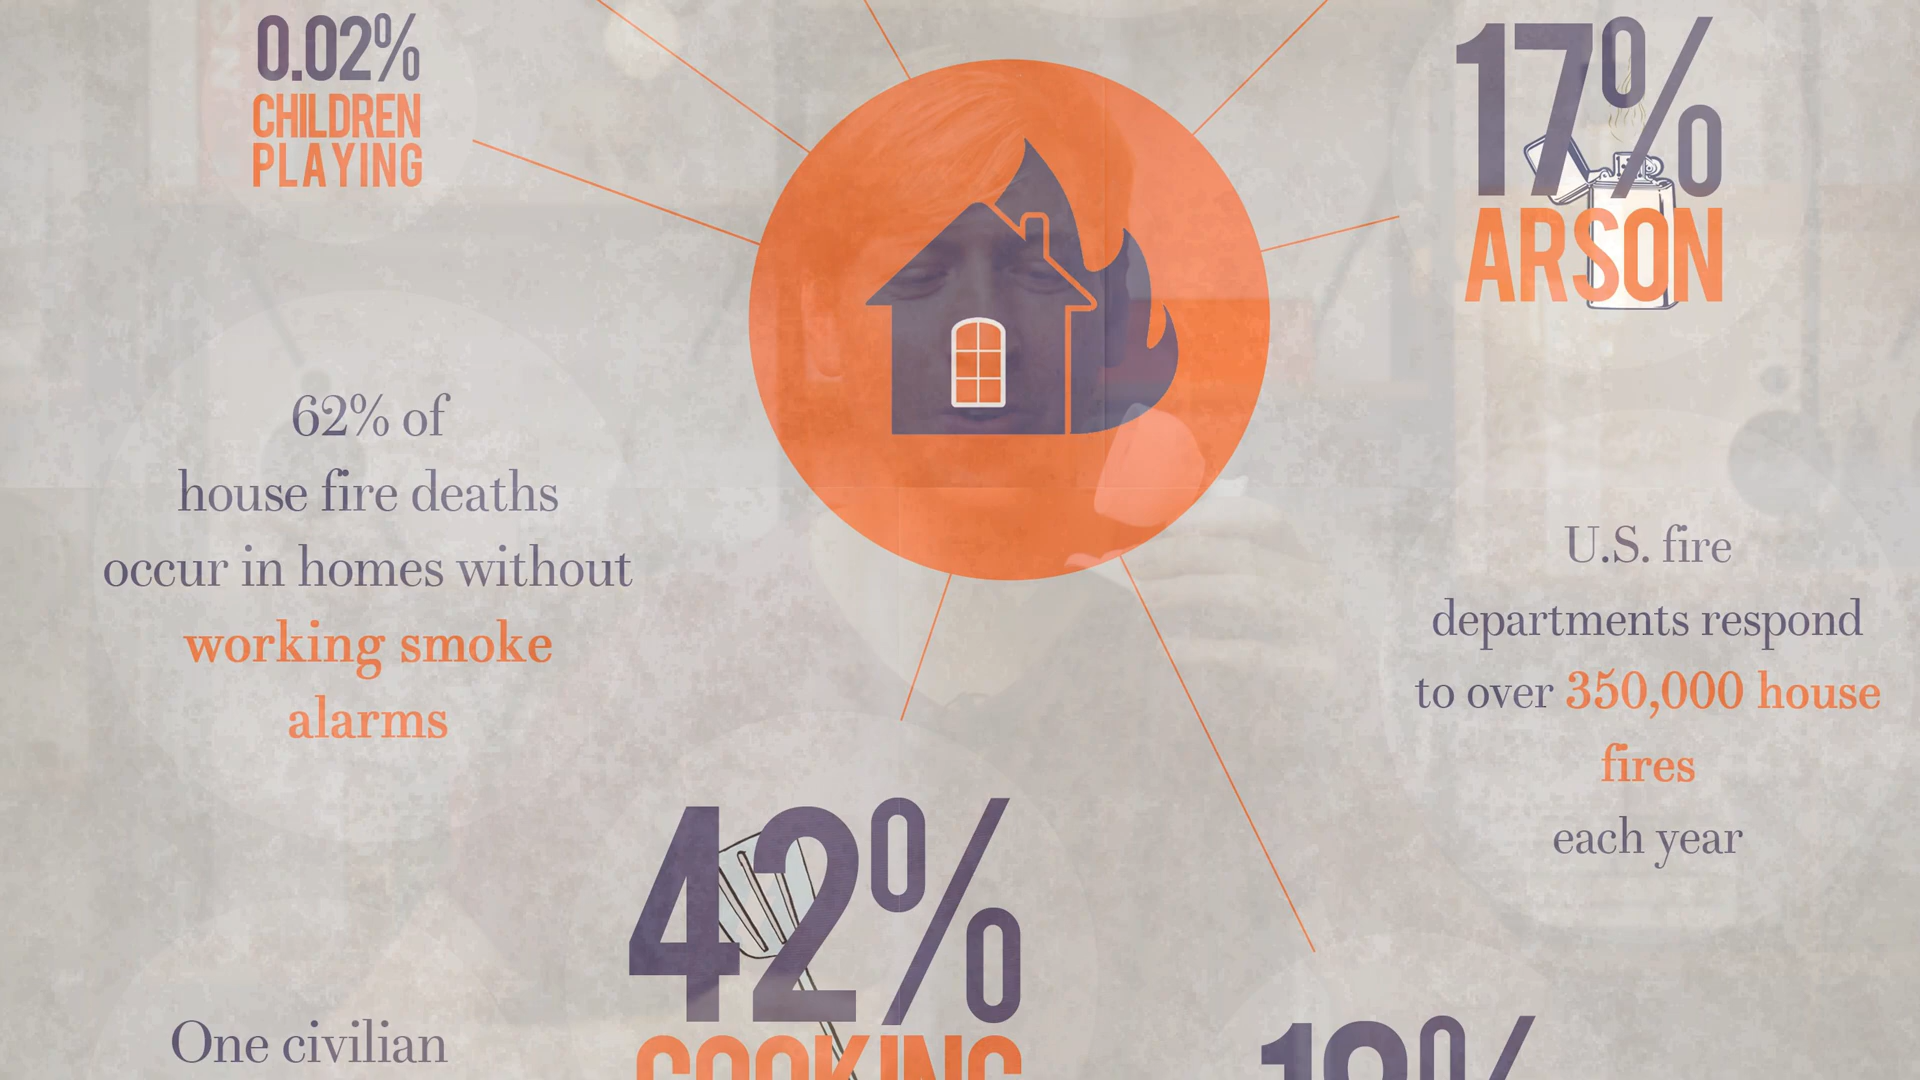 0.02%
CHILDREN
PLAYING
17%
ARSON
62% of
house fire deaths
occur in homes without
working smoke
alarms
U.S. fire
departments respond
to over 350,000 house
fires
each year
42%
COOKING
One civilian